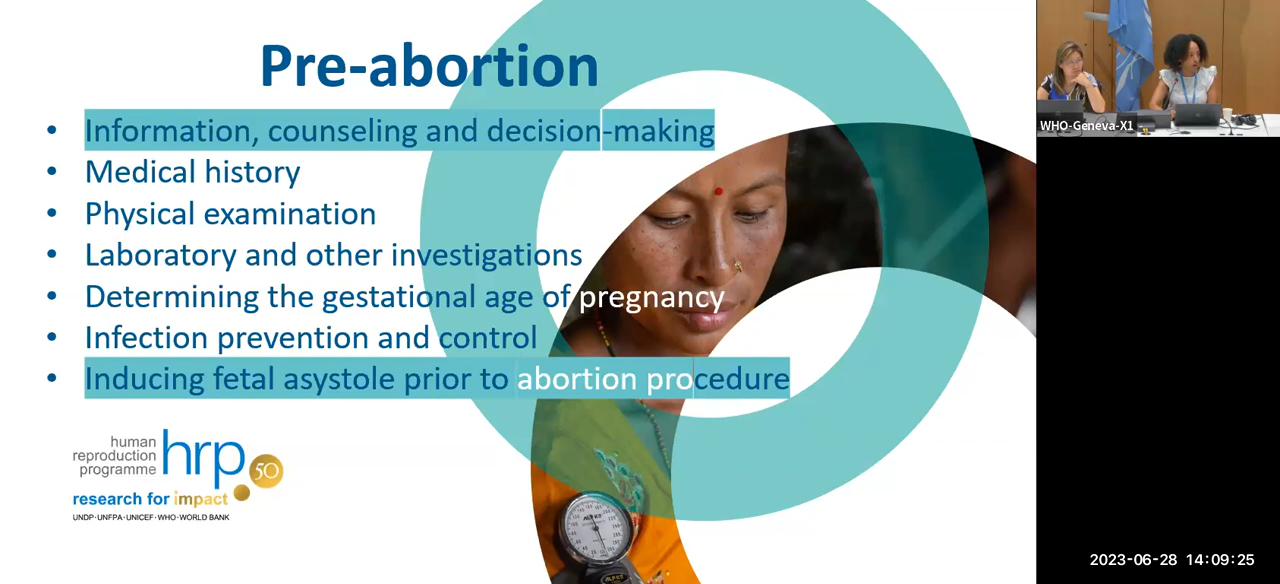 Pre-abortion
• Information, counseling and decision-making
• Medical history
• Physical examination
• Laboratory and other investigations
• Determining the gestational age of pregnancy
• Infection prevention and control
• Inducing fetal asystole prior to abortion procedure
human
reproduction
programme
hrp
50
research for impact
UNDP·UNFPA·UNICEF·WHO·WORLD BANK
WHO-Geneva-X1
2023-06-28 14:09:25